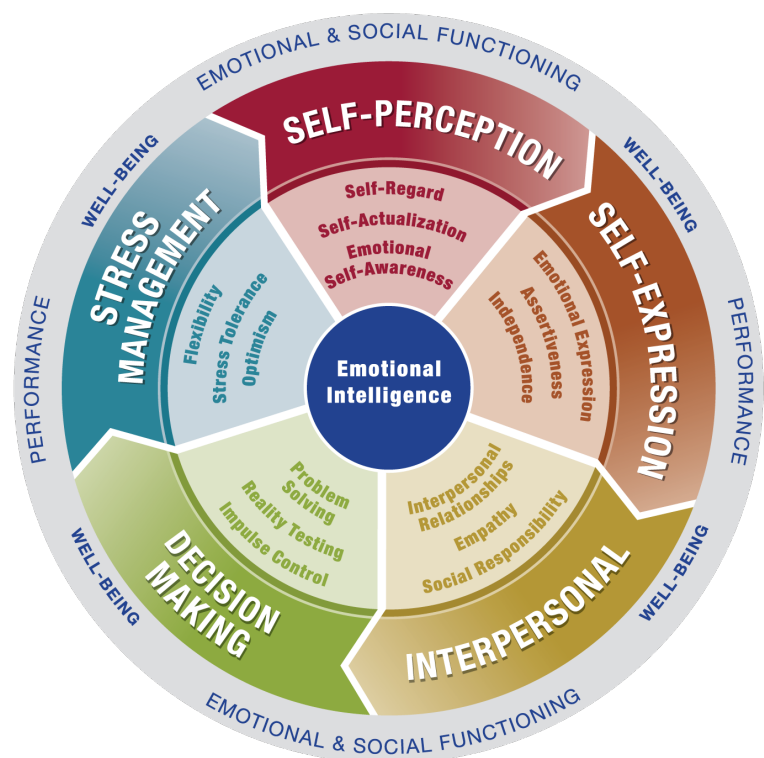 EMOTIONAL & SOCIAL FUNCTIONING
WELL-BEING
WELL-BEING
PERFORMANCE
PERFORMANCE
WELL-BEING
WELL-BEING
EMOTIONAL & SOCIAL FUNCTIONING
SELF-PERCEPTION
Self-Regard
Self-Actualization
Emotional
Self-Awareness
SELF-EXPRESSION
Emotional Expression
Assertiveness
Independence
INTERPERSONAL
Interpersonal
Relationships
Empathy
Social Responsibility
DECISION
MAKING
Problem
Solving
Reality Testing
Impulse Control
STRESS
MANAGEMENT
Flexibility
Stress Tolerance
Optimism
Emotional
Intelligence